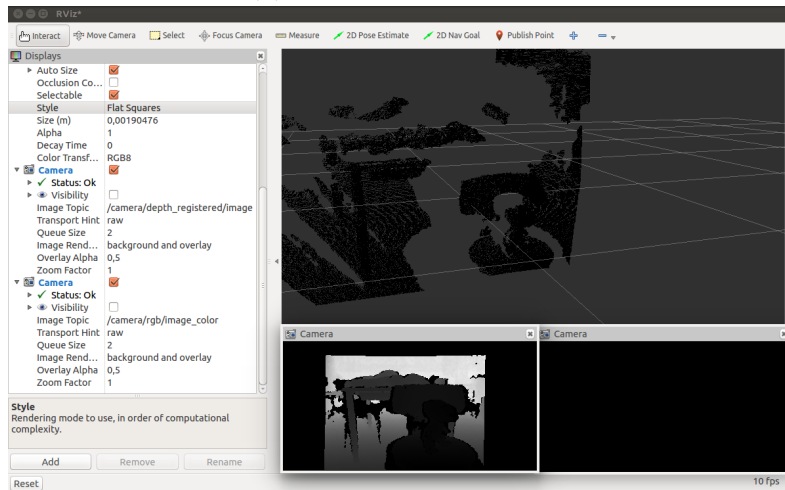 RViz*
Interact Move Camera Select Focus Camera Measure 2D Pose Estimate 2D Nav Goal Publish Point
Displays
Auto Size
Occlusion Co...
Selectable
Style Flat Squares
Size (m) 0,00190476
Alpha 1
Decay Time 0
Color Transf... RGB8
Camera
Status: Ok
Visibility
Image Topic /camera/depth_registered/image
Transport Hint raw
Queue Size 2
Image Rend... background and overlay
Overlay Alpha 0,5
Zoom Factor 1
Camera
Status: Ok
Visibility
Image Topic /camera/rgb/image_color
Transport Hint raw
Queue Size 2
Image Rend... background and overlay
Overlay Alpha 0,5
Zoom Factor 1
Camera Camera
Style
Rendering mode to use, in order of computational
complexity.
Add Remove Rename
Reset 10 fps